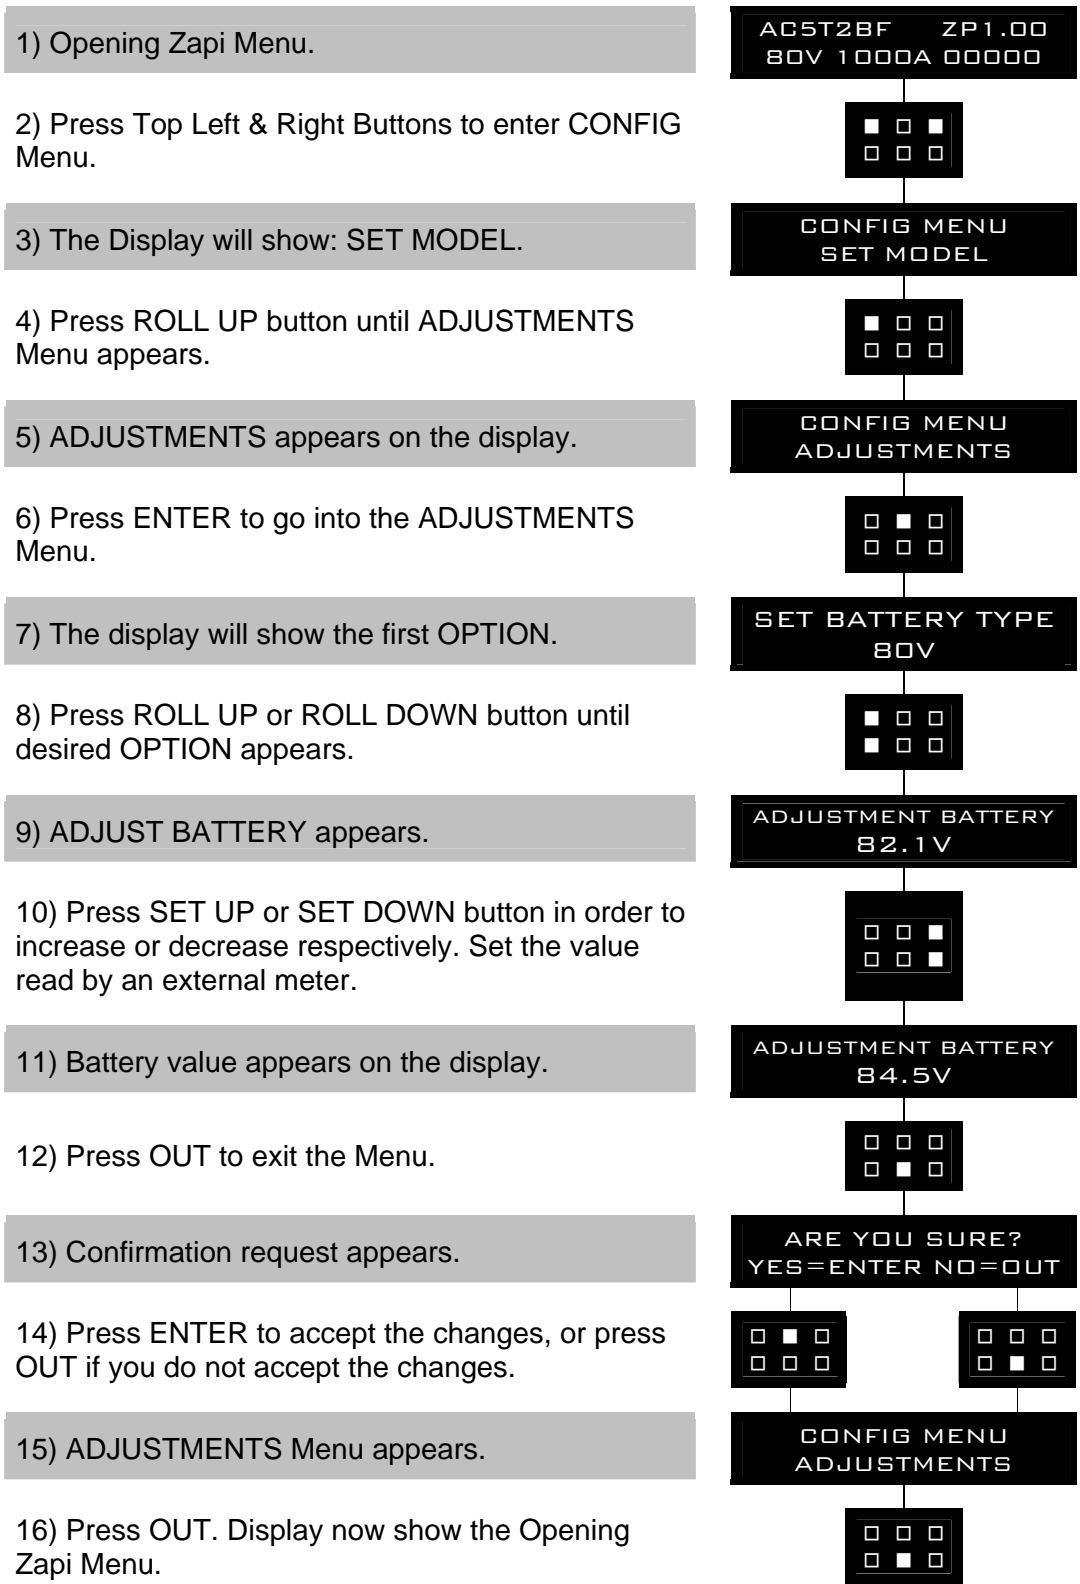 1) Opening Zapi Menu.
AC5T2BF ZP1.00
80V 1000A 00000
2) Press Top Left & Right Buttons to enter CONFIG
Menu.
3) The Display will show: SET MODEL.
CONFIG MENU
SET MODEL
4) Press ROLL UP button until ADJUSTMENTS
Menu appears.
5) ADJUSTMENTS appears on the display.
CONFIG MENU
ADJUSTMENTS
6) Press ENTER to go into the ADJUSTMENTS
Menu.
7) The display will show the first OPTION.
SET BATTERY TYPE
80V
8) Press ROLL UP or ROLL DOWN button until
desired OPTION appears.
9) ADJUST BATTERY appears.
ADJUSTMENT BATTERY
82.1V
10) Press SET UP or SET DOWN button in order to
increase or decrease respectively. Set the value
read by an external meter.
11) Battery value appears on the display.
ADJUSTMENT BATTERY
84.5V
12) Press OUT to exit the Menu.
13) Confirmation request appears.
ARE YOU SURE?
YES=ENTER NO=OUT
14) Press ENTER to accept the changes, or press
OUT if you do not accept the changes.
15) ADJUSTMENTS Menu appears.
CONFIG MENU
ADJUSTMENTS
16) Press OUT. Display now show the Opening
Zapi Menu.